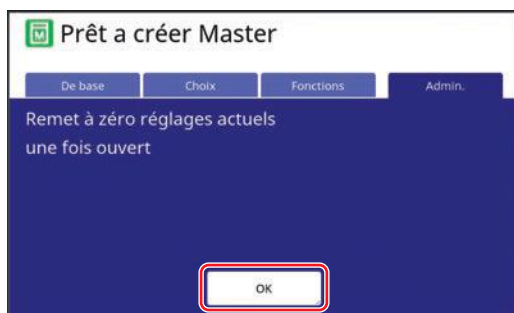 Prêt a créer Master
De base Choix Fonctions Admin.
Remet à zéro réglages actuels
une fois ouvert
OK